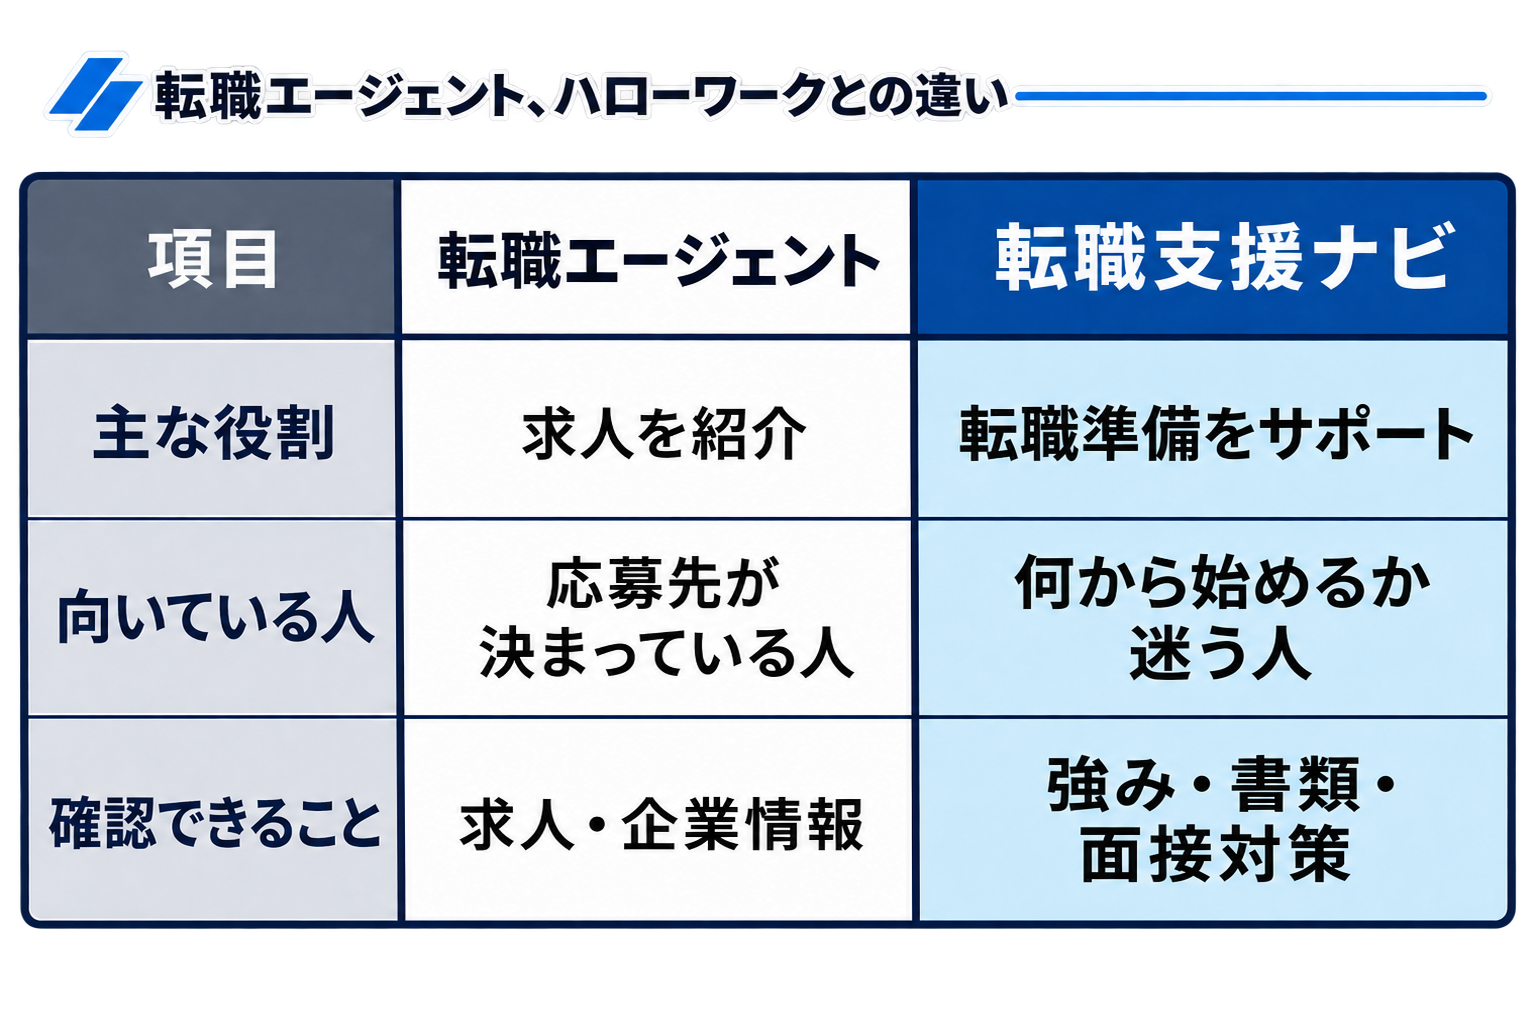 転職エージェント、ハローワークとの違い
項目
転職エージェント
転職支援ナビ
主な役割
求人を紹介
転職準備をサポート
向いている人
応募先が
決まっている人
何から始めるか
迷う人
確認できること
求人・企業情報
強み・書類・
面接対策